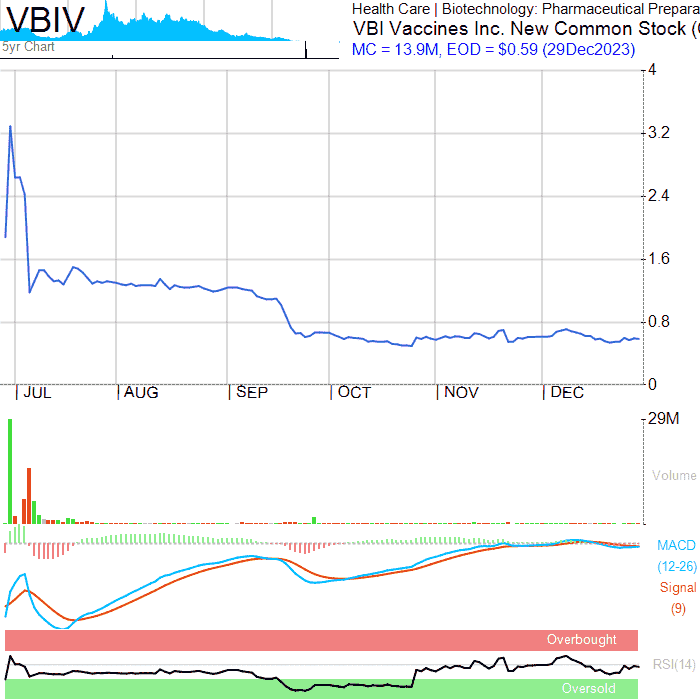 VBIV
5yr Chart
Health Care | Biotechnology: Pharmaceutical Prepara
VBI Vaccines Inc. New Common Stock (
MC = 13.9M, EOD = $0.59 (29Dec2023)
4
3.2
2.4
1.6
0.8
0
JUL AUG SEP OCT NOV DEC
29M
Volume
MACD
(12-26)
Signal
(9)
Overbought
RSI(14)
Oversold